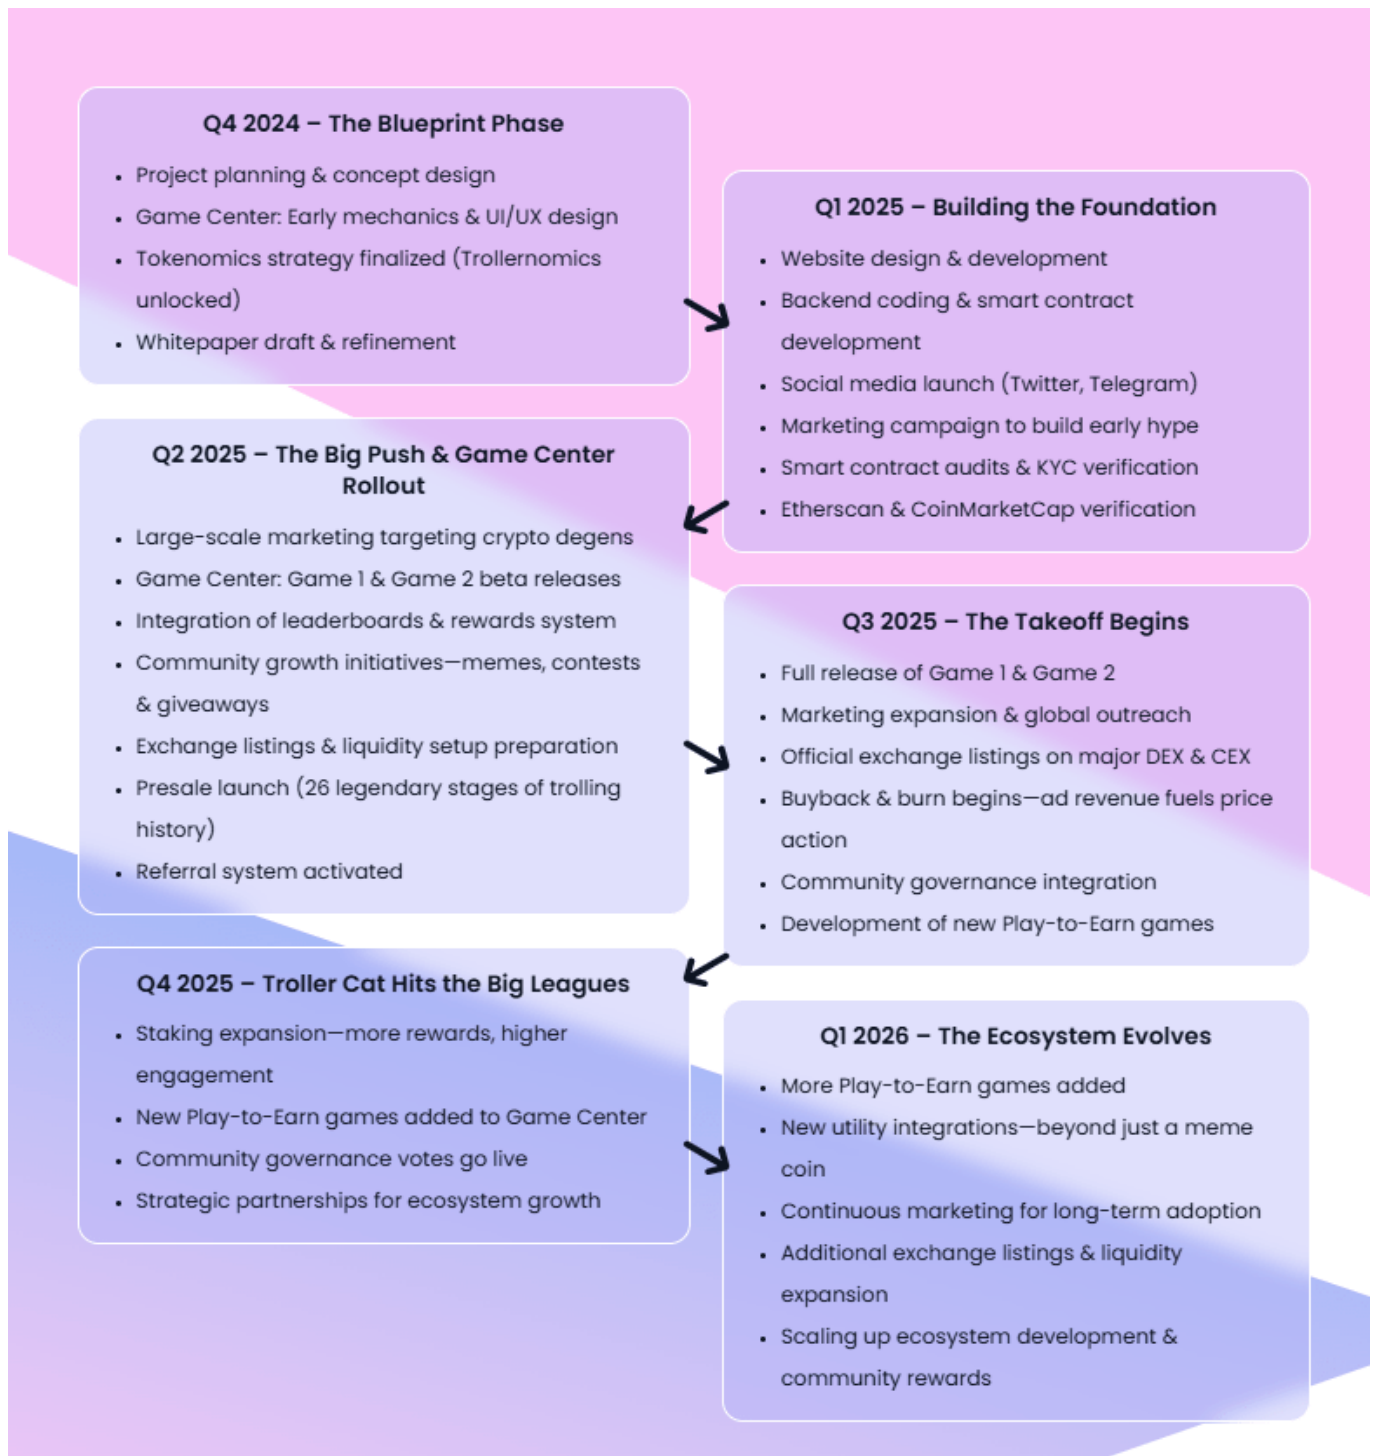 Q4 2024 – The Blueprint Phase
• Project planning & concept design
• Game Center: Early mechanics & UI/UX design
• Tokenomics strategy finalized (Trollernomics
unlocked)
• Whitepaper draft & refinement
Q1 2025 – Building the Foundation
• Website design & development
• Backend coding & smart contract
development
• Social media launch (Twitter, Telegram)
• Marketing campaign to build early hype
• Smart contract audits & KYC verification
• Etherscan & CoinMarketCap verification
Q2 2025 – The Big Push & Game Center
Rollout
• Large-scale marketing targeting crypto degens
• Game Center: Game 1 & Game 2 beta releases
• Integration of leaderboards & rewards system
• Community growth initiatives—memes, contests
& giveaways
• Exchange listings & liquidity setup preparation
• Presale launch (26 legendary stages of trolling
history)
• Referral system activated
Q3 2025 – The Takeoff Begins
• Full release of Game 1 & Game 2
• Marketing expansion & global outreach
• Official exchange listings on major DEX & CEX
• Buyback & burn begins—ad revenue fuels price
action
• Community governance integration
• Development of new Play-to-Earn games
Q4 2025 – Troller Cat Hits the Big Leagues
• Staking expansion—more rewards, higher
engagement
• New Play-to-Earn games added to Game Center
• Community governance votes go live
• Strategic partnerships for ecosystem growth
Q1 2026 – The Ecosystem Evolves
• More Play-to-Earn games added
• New utility integrations—beyond just a meme
coin
• Continuous marketing for long-term adoption
• Additional exchange listings & liquidity
expansion
• Scaling up ecosystem development &
community rewards